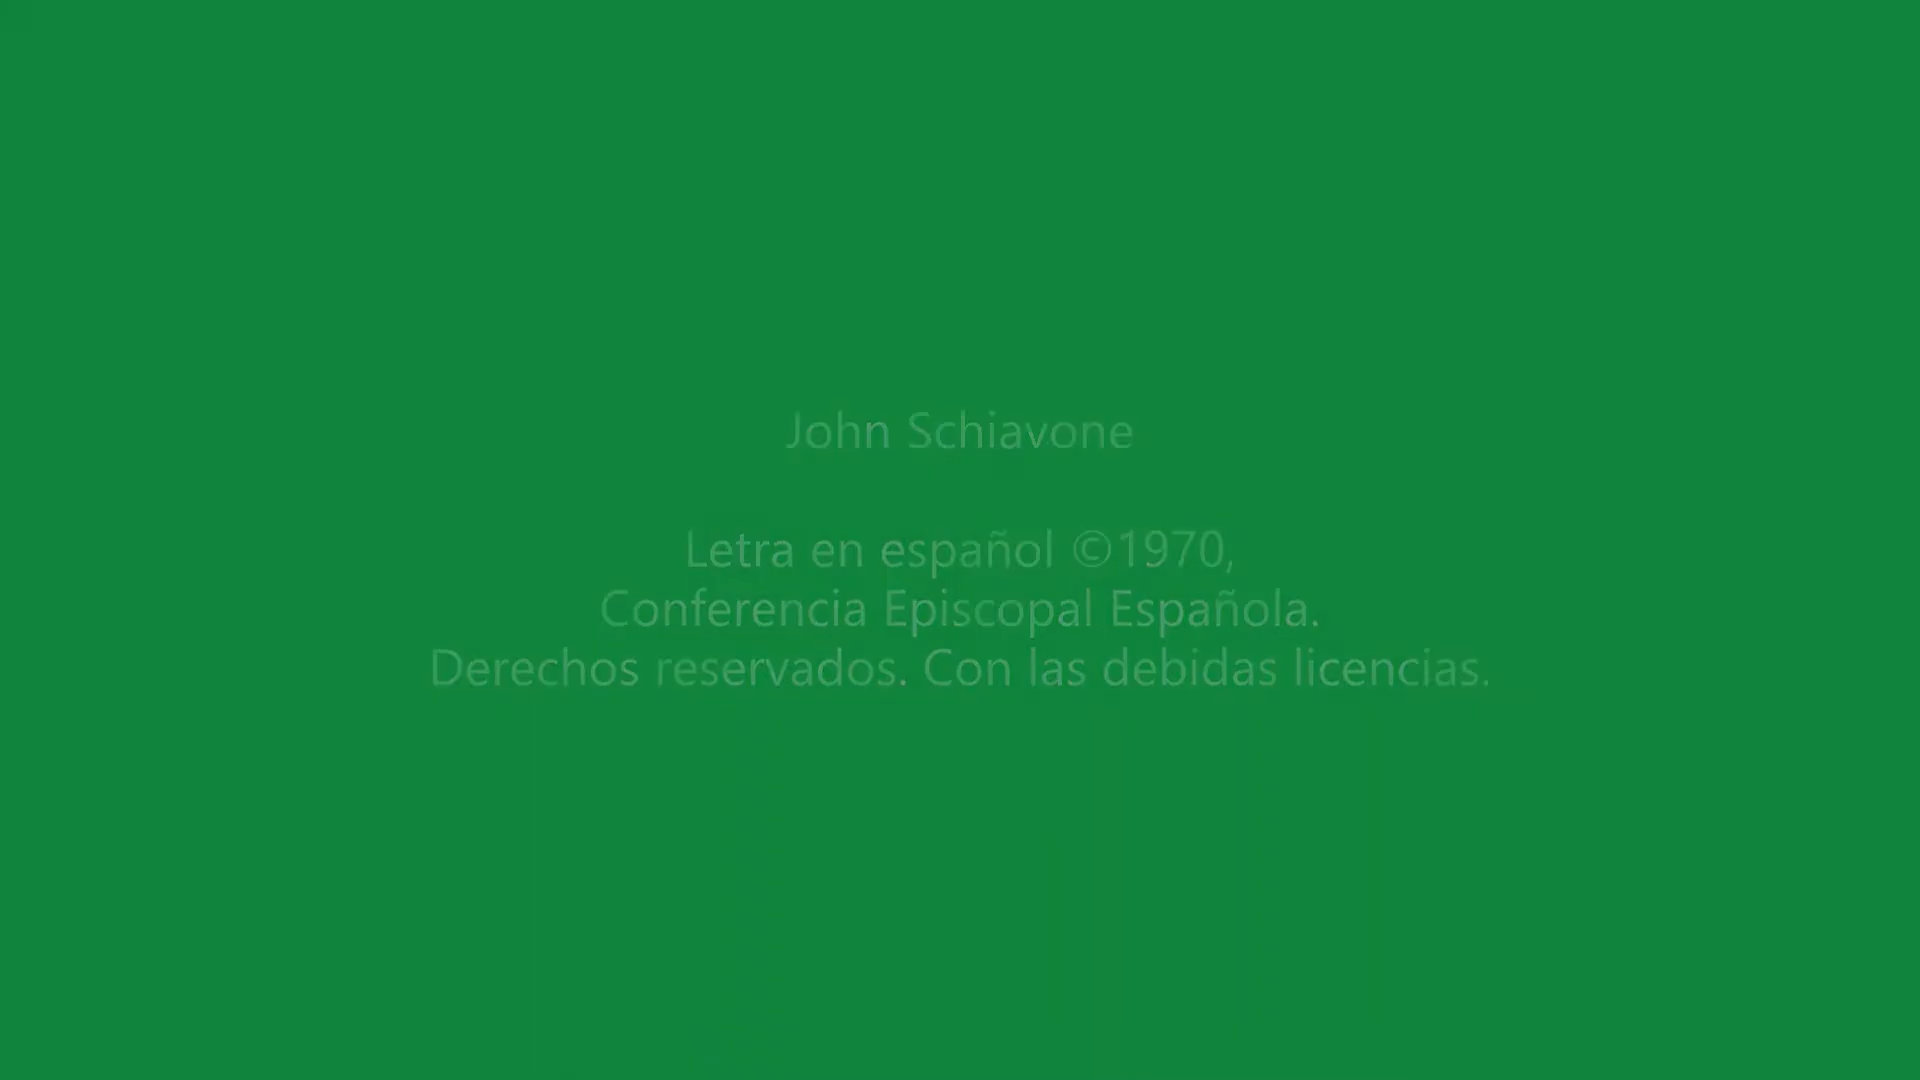 John Schiavone
Letra en español ©1970,
Conferencia Episcopal Española.
Derechos reservados. Con las debidas licencias.